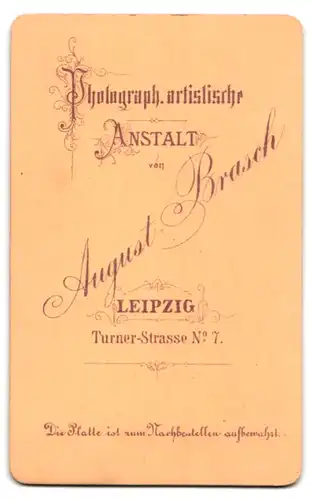 Photograph. artistische
ANSTALT
von
August Brasch
LEIPZIG
Turner-Strasse No. 7.
Die Platte ist zum Nachbestellen aufbewahrt.